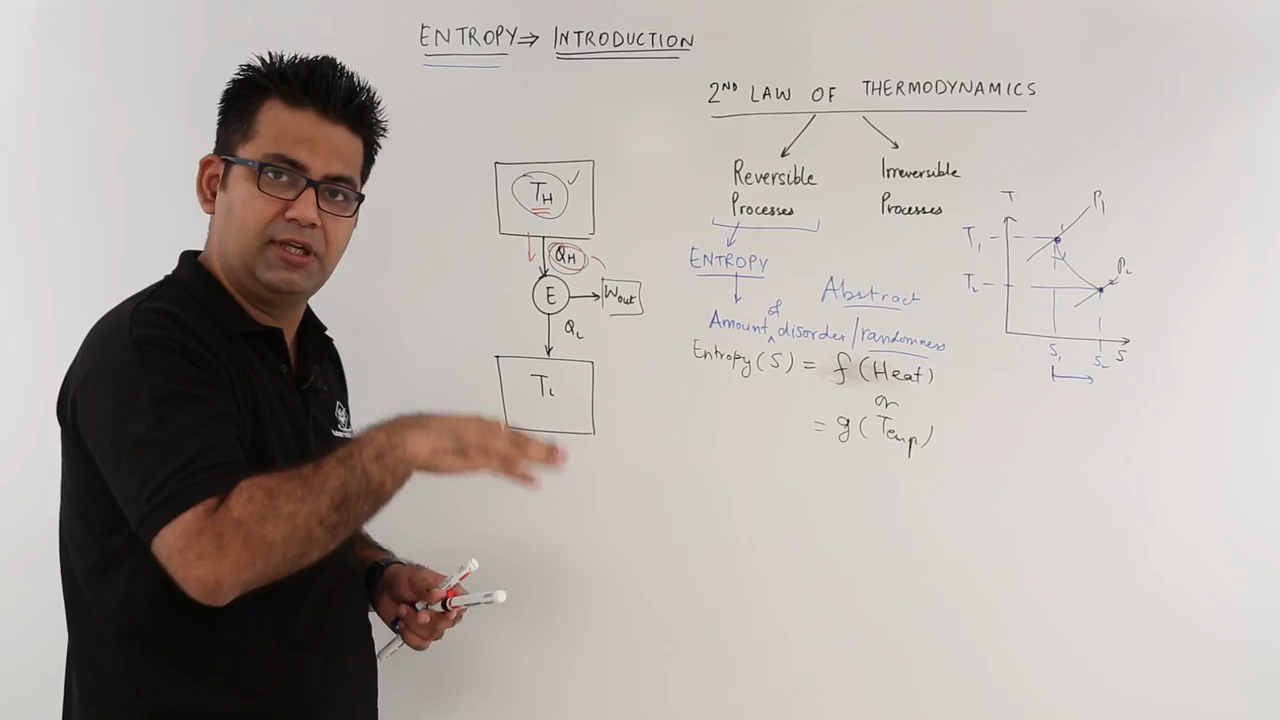 ENTROPY ⇒ INTRODUCTION
2ND LAW OF THERMODYNAMICS
Reversible
Processes
Irreversible
Processes
ENTROPY
Abstract
Amount of disorder/randomness
Entropy (S) = f (Heat)
or
= g (Temp)
TH
QH
E
Wout
QL
TL
T
P1
T1
P2
T2
S1
S2
S